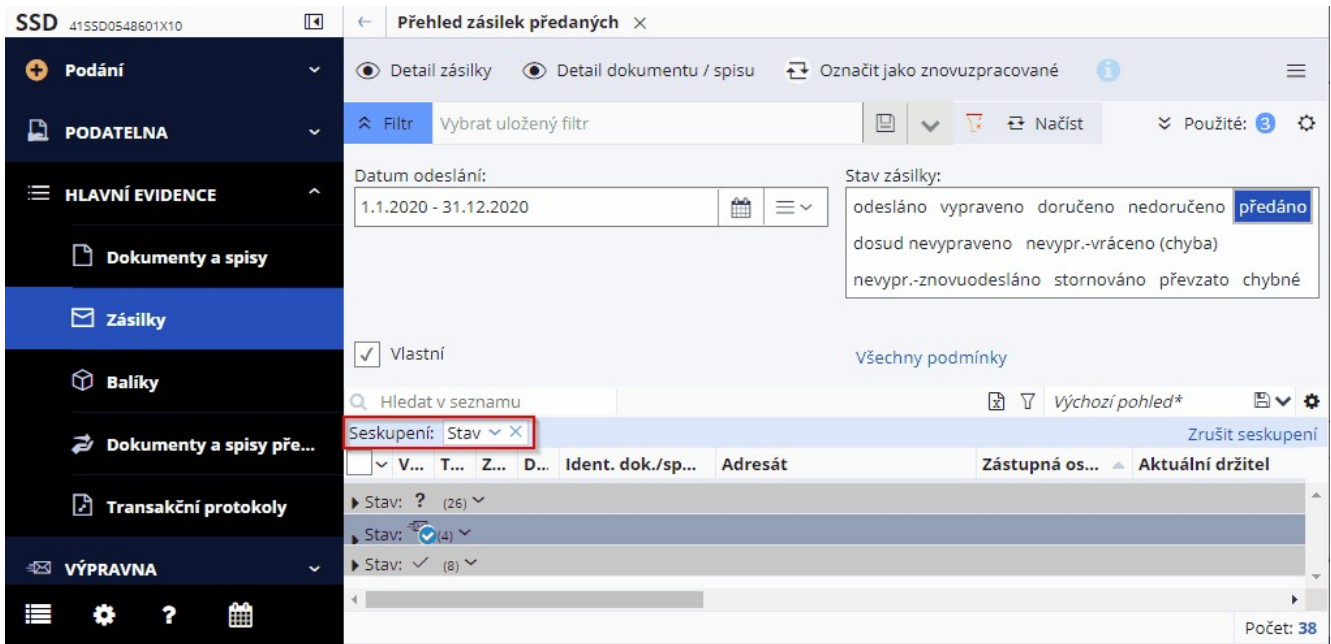 SSD 41SSD0548601X10
Podání
PODATELNA
HLAVNÍ EVIDENCE
Dokumenty a spisy
Zásilky
Balíky
Dokumenty a spisy pře...
Transakční protokoly
VÝPRAVNA
?
← Přehled zásilek předaných ×
Detail zásilky Detail dokumentu / spisu Označit jako znovuzpracované
Filtr Vybrat uložený filtr Načíst Použité: 3
Datum odeslání:
1.1.2020 - 31.12.2020
Stav zásilky:
odesláno vypraveno doručeno nedoručeno předáno
dosud nevypraveno nevypr.-vráceno (chyba)
nevypr.-znovuodesláno stornováno převzato chybné
Vlastní
Všechny podmínky
Hledat v seznamu Výchozí pohled*
Seskupení: Stav × Zrušit seskupení
V... T... Z... D... Ident. dok./sp... Adresát Zástupná os... Aktuální držitel
Stav: ? (26)
Stav: (4)
Stav: (8)
Počet: 38